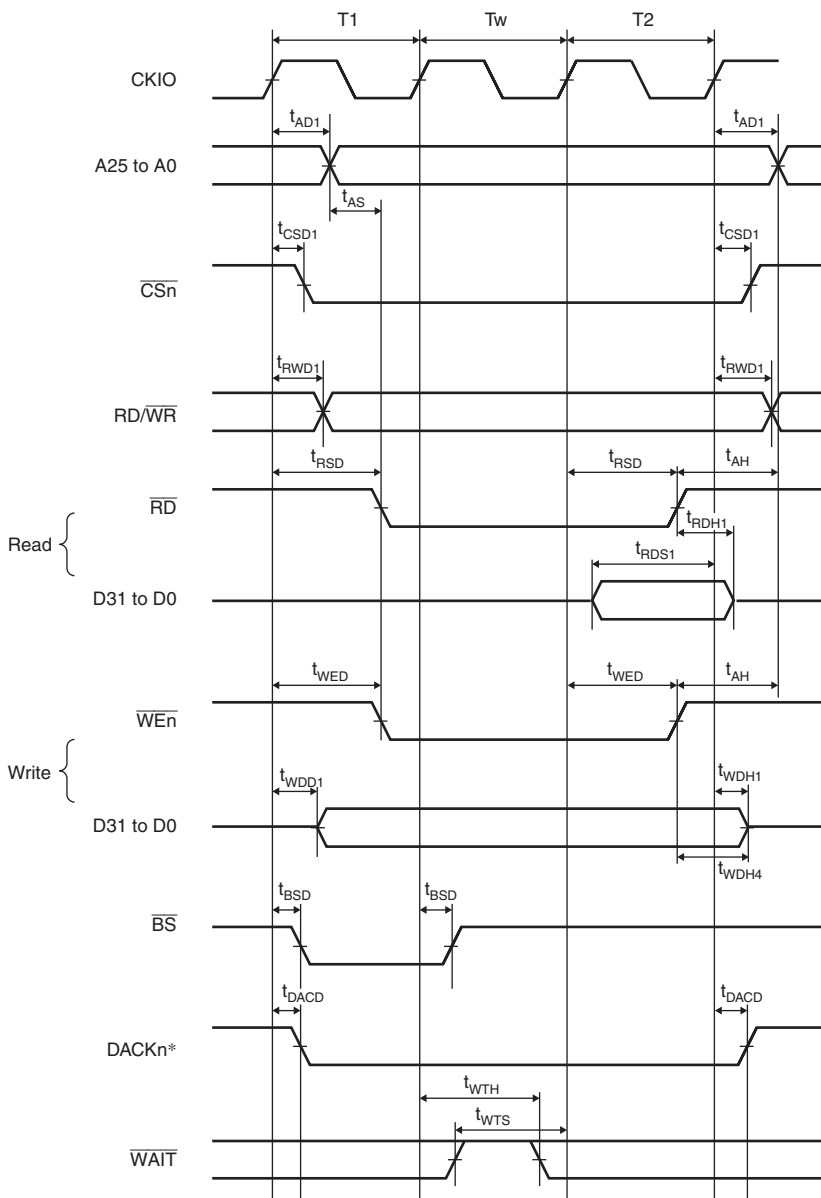 T1 Tw T2
CKIO
tAD1 tAD1
A25 to A0
tAS
tCSD1 tCSD1
CSn
tRWD1 tRWD1
RD/WR
tRSD tRSD tAH
RD
tRDH1
Read
tRDS1
D31 to D0
tWED tWED tAH
WEn
Write
tWDD1 tWDH1
D31 to D0
tWDH4
tBSD tBSD
BS
tDACD tDACD
DACKn*
tWTH
tWTS
WAIT